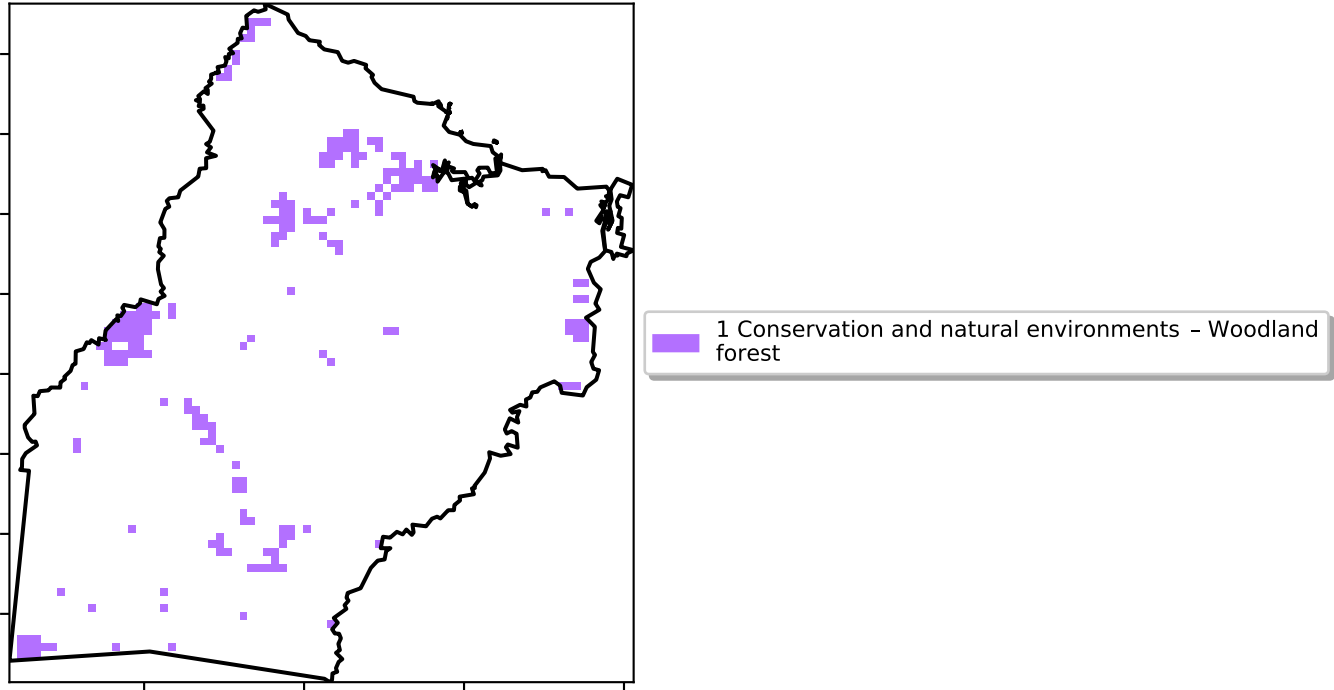 1 Conservation and natural environments – Woodland
forest